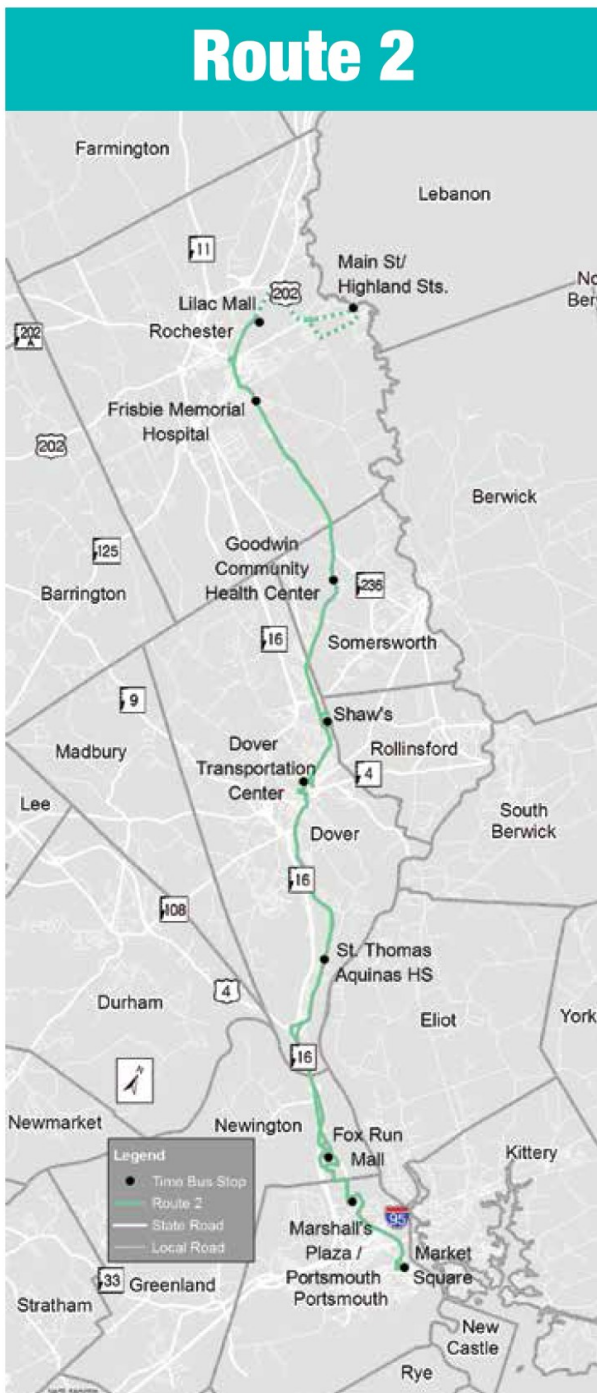 Route 2
Farmington
Lebanon
11
Main St/
Highland Sts.
No
Ber
202
Lilac Mall
Rochester
202
A
Frisbie Memorial
Hospital
202
Berwick
125
Goodwin
Community
Health Center
236
Barrington
16
Somersworth
9
Shaw's
Madbury
Dover
Transportation
Center
Rollinsford
4
Lee
South
Berwick
Dover
16
108
St. Thomas
Aquinas HS
4
Durham
Eliot
York
16
Newmarket
Newington
Fox Run
Mall
Kittery
Legend
Time Bus Stop
Route 2
State Road
Local Road
95
Marshall's
Plaza /
Portsmouth
Portsmouth
Market
Square
33
Greenland
Stratham
New
Castle
Rye